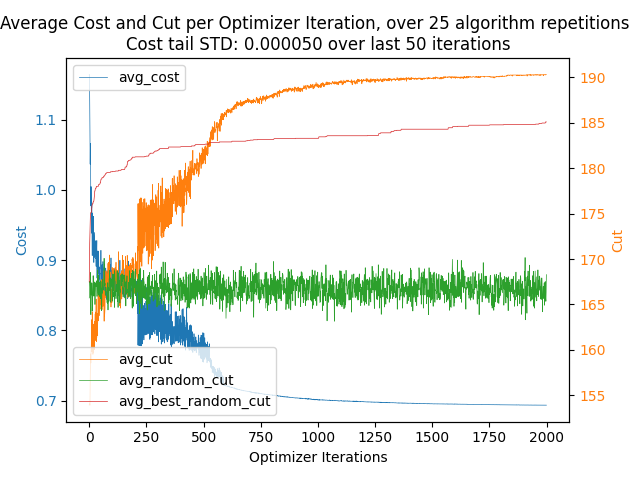 Average Cost and Cut per Optimizer Iteration, over 25 algorithm repetitions
Cost tail STD: 0.000050 over last 50 iterations
avg_cost
1.1
1.0
0.9
0.8
0.7
Cost
190
185
180
175
170
165
160
155
Cut
avg_cut
avg_random_cut
avg_best_random_cut
0 250 500 750 1000 1250 1500 1750 2000
Optimizer Iterations